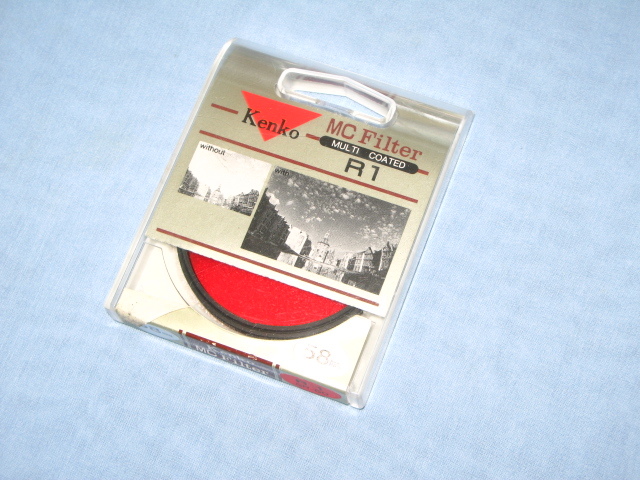 Kenko
MC Filter
MULTI COATED
R1
without
with
58
MC Filter